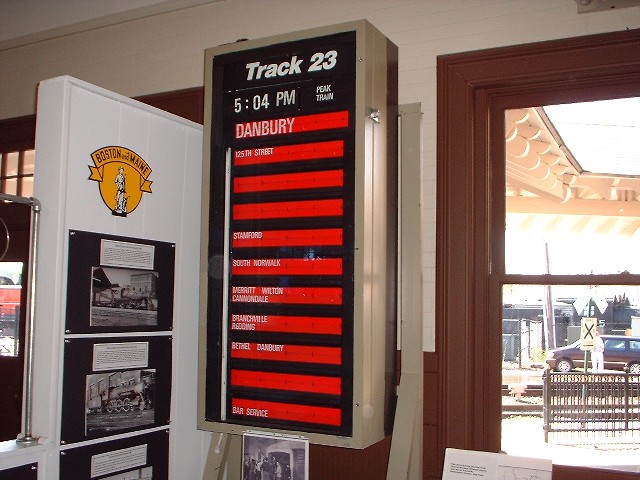 Track 23
5:04 PM
PEAK
TRAIN
DANBURY
125TH STREET
STAMFORD
SOUTH NORWALK
MERRITT WILTON
CANNONDALE
BRANCHVILLE
REDDING
BETHEL DANBURY
BAR SERVICE
BOSTON AND MAINE